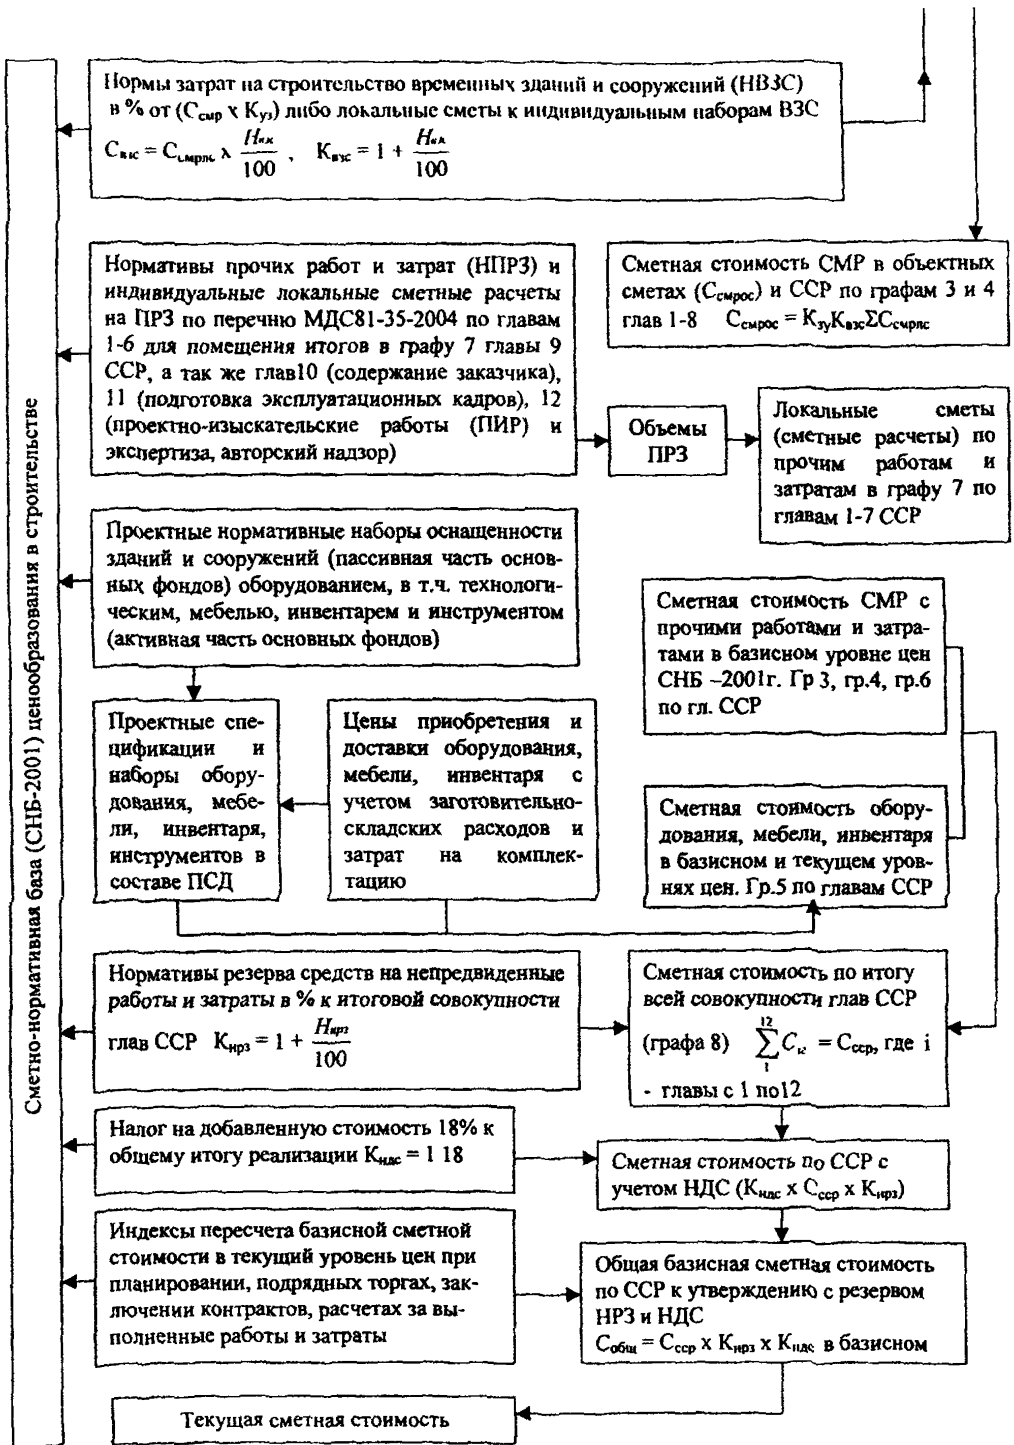 Сметно-нормативная база (СНБ-2001) ценообразования в строительстве
Нормы затрат на строительство временных зданий и сооружений (НВЗС)
в % от (Ссмр х Куз) либо локальные сметы к индивидуальным наборам ВЗС
Свзс = Ссмрлс х Нвзс/100 , Квзс = 1 + Нвзс/100
Нормативы прочих работ и затрат (НПРЗ) и
индивидуальные локальные сметные расчеты
на ПРЗ по перечню МДС81-35-2004 по главам
1-6 для помещения итогов в графу 7 главы 9
ССР, а так же глав10 (содержание заказчика),
11 (подготовка эксплуатационных кадров), 12
(проектно-изыскательские работы (ПИР) и
экспертиза, авторский надзор)
Сметная стоимость СМР в объектных
сметах (Ссмрос) и ССР по графам 3 и 4
глав 1-8 Ссмрос = КзуКвзсΣСсмрлс
Объемы
ПРЗ
Локальные сметы
(сметные расчеты) по
прочим работам и
затратам в графу 7 по
главам 1-7 ССР
Проектные нормативные наборы оснащенности
зданий и сооружений (пассивная часть основ-
ных фондов) оборудованием, в т.ч. технологи-
ческим, мебелью, инвентарем и инструментом
(активная часть основных фондов)
Сметная стоимость СМР с
прочими работами и затра-
тами в базисном уровне цен
СНБ –2001г. Гр 3, гр.4, гр.6
по гл. ССР
Проектные спе-
цификации и
наборы обору-
дования, мебе-
ли, инвентаря,
инструментов в
составе ПСД
Цены приобретения и
доставки оборудования,
мебели, инвентаря с
учетом заготовительно-
складских расходов и
затрат на комплек-
тацию
Сметная стоимость обору-
дования, мебели, инвентаря
в базисном и текущем уров-
нях цен. Гр.5 по главам ССР
Нормативы резерва средств на непредвиденные
работы и затраты в % к итоговой совокупности
глав ССР Кнрз = 1 + Ннрз/100
Сметная стоимость по итогу
всей совокупности глав ССР
(графа 8) 12 ∑ 1 Сiс = Сccр, где i
- главы с 1 по12
Налог на добавленную стоимость 18% к
общему итогу реализации Кндс = 1 18
Сметная стоимость по ССР с
учетом НДС (Кндс х Сccр х Кнрз)
Индексы пересчета базисной сметной
стоимости в текущий уровень цен при
планировании, подрядных торгах, зак-
лючении контрактов, расчетах за вы-
полненные работы и затраты
Общая базисная сметная стоимость
по ССР к утверждению с резервом
НРЗ и НДС
Собщ = Сccр х Кнрз х Кндс в базисном
Текущая сметная стоимость